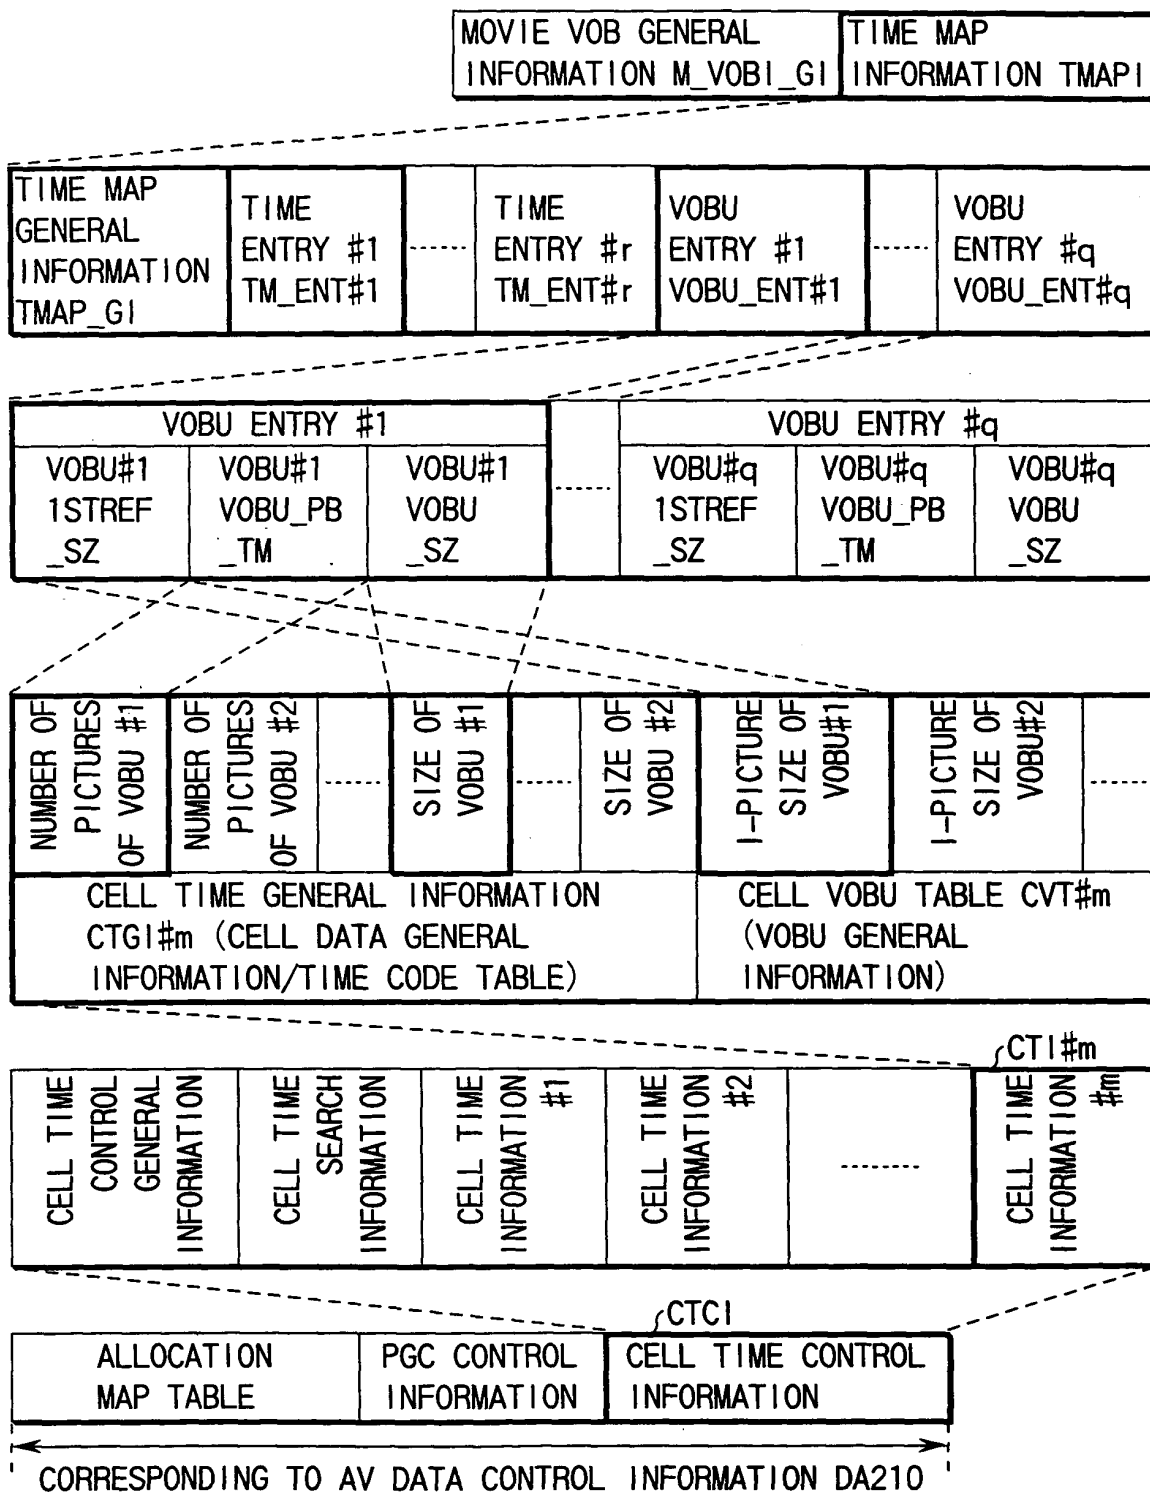 MOVIE VOB GENERAL
INFORMATION M_VOBI_GI
TIME MAP
INFORMATION TMAPI
TIME MAP
GENERAL
INFORMATION
TMAP_GI
TIME
ENTRY #1
TM_ENT#1
TIME
ENTRY #r
TM_ENT#r
VOBU
ENTRY #1
VOBU_ENT#1
VOBU
ENTRY #q
VOBU_ENT#q
VOBU ENTRY #1
VOBU#1
1STREF
_SZ
VOBU#1
VOBU_PB
_TM
VOBU#1
VOBU
_SZ
VOBU ENTRY #q
VOBU#q
1STREF
_SZ
VOBU#q
VOBU_PB
_TM
VOBU#q
VOBU
_SZ
NUMBER OF
PICTURES
OF VOBU #1
NUMBER OF
PICTURES
OF VOBU #2
SIZE OF
VOBU #1
SIZE OF
VOBU #2
I-PICTURE
SIZE OF
VOBU#1
I-PICTURE
SIZE OF
VOBU#2
CELL TIME GENERAL INFORMATION
CTGI#m (CELL DATA GENERAL
INFORMATION/TIME CODE TABLE)
CELL VOBU TABLE CVT#m
(VOBU GENERAL
INFORMATION)
CTI#m
CELL TIME
CONTROL
GENERAL
INFORMATION
CELL TIME
SEARCH
INFORMATION
CELL TIME
INFORMATION
#1
CELL TIME
INFORMATION
#2
CELL TIME
INFORMATION
#m
CTCI
ALLOCATION
MAP TABLE
PGC CONTROL
INFORMATION
CELL TIME CONTROL
INFORMATION
CORRESPONDING TO AV DATA CONTROL INFORMATION DA210